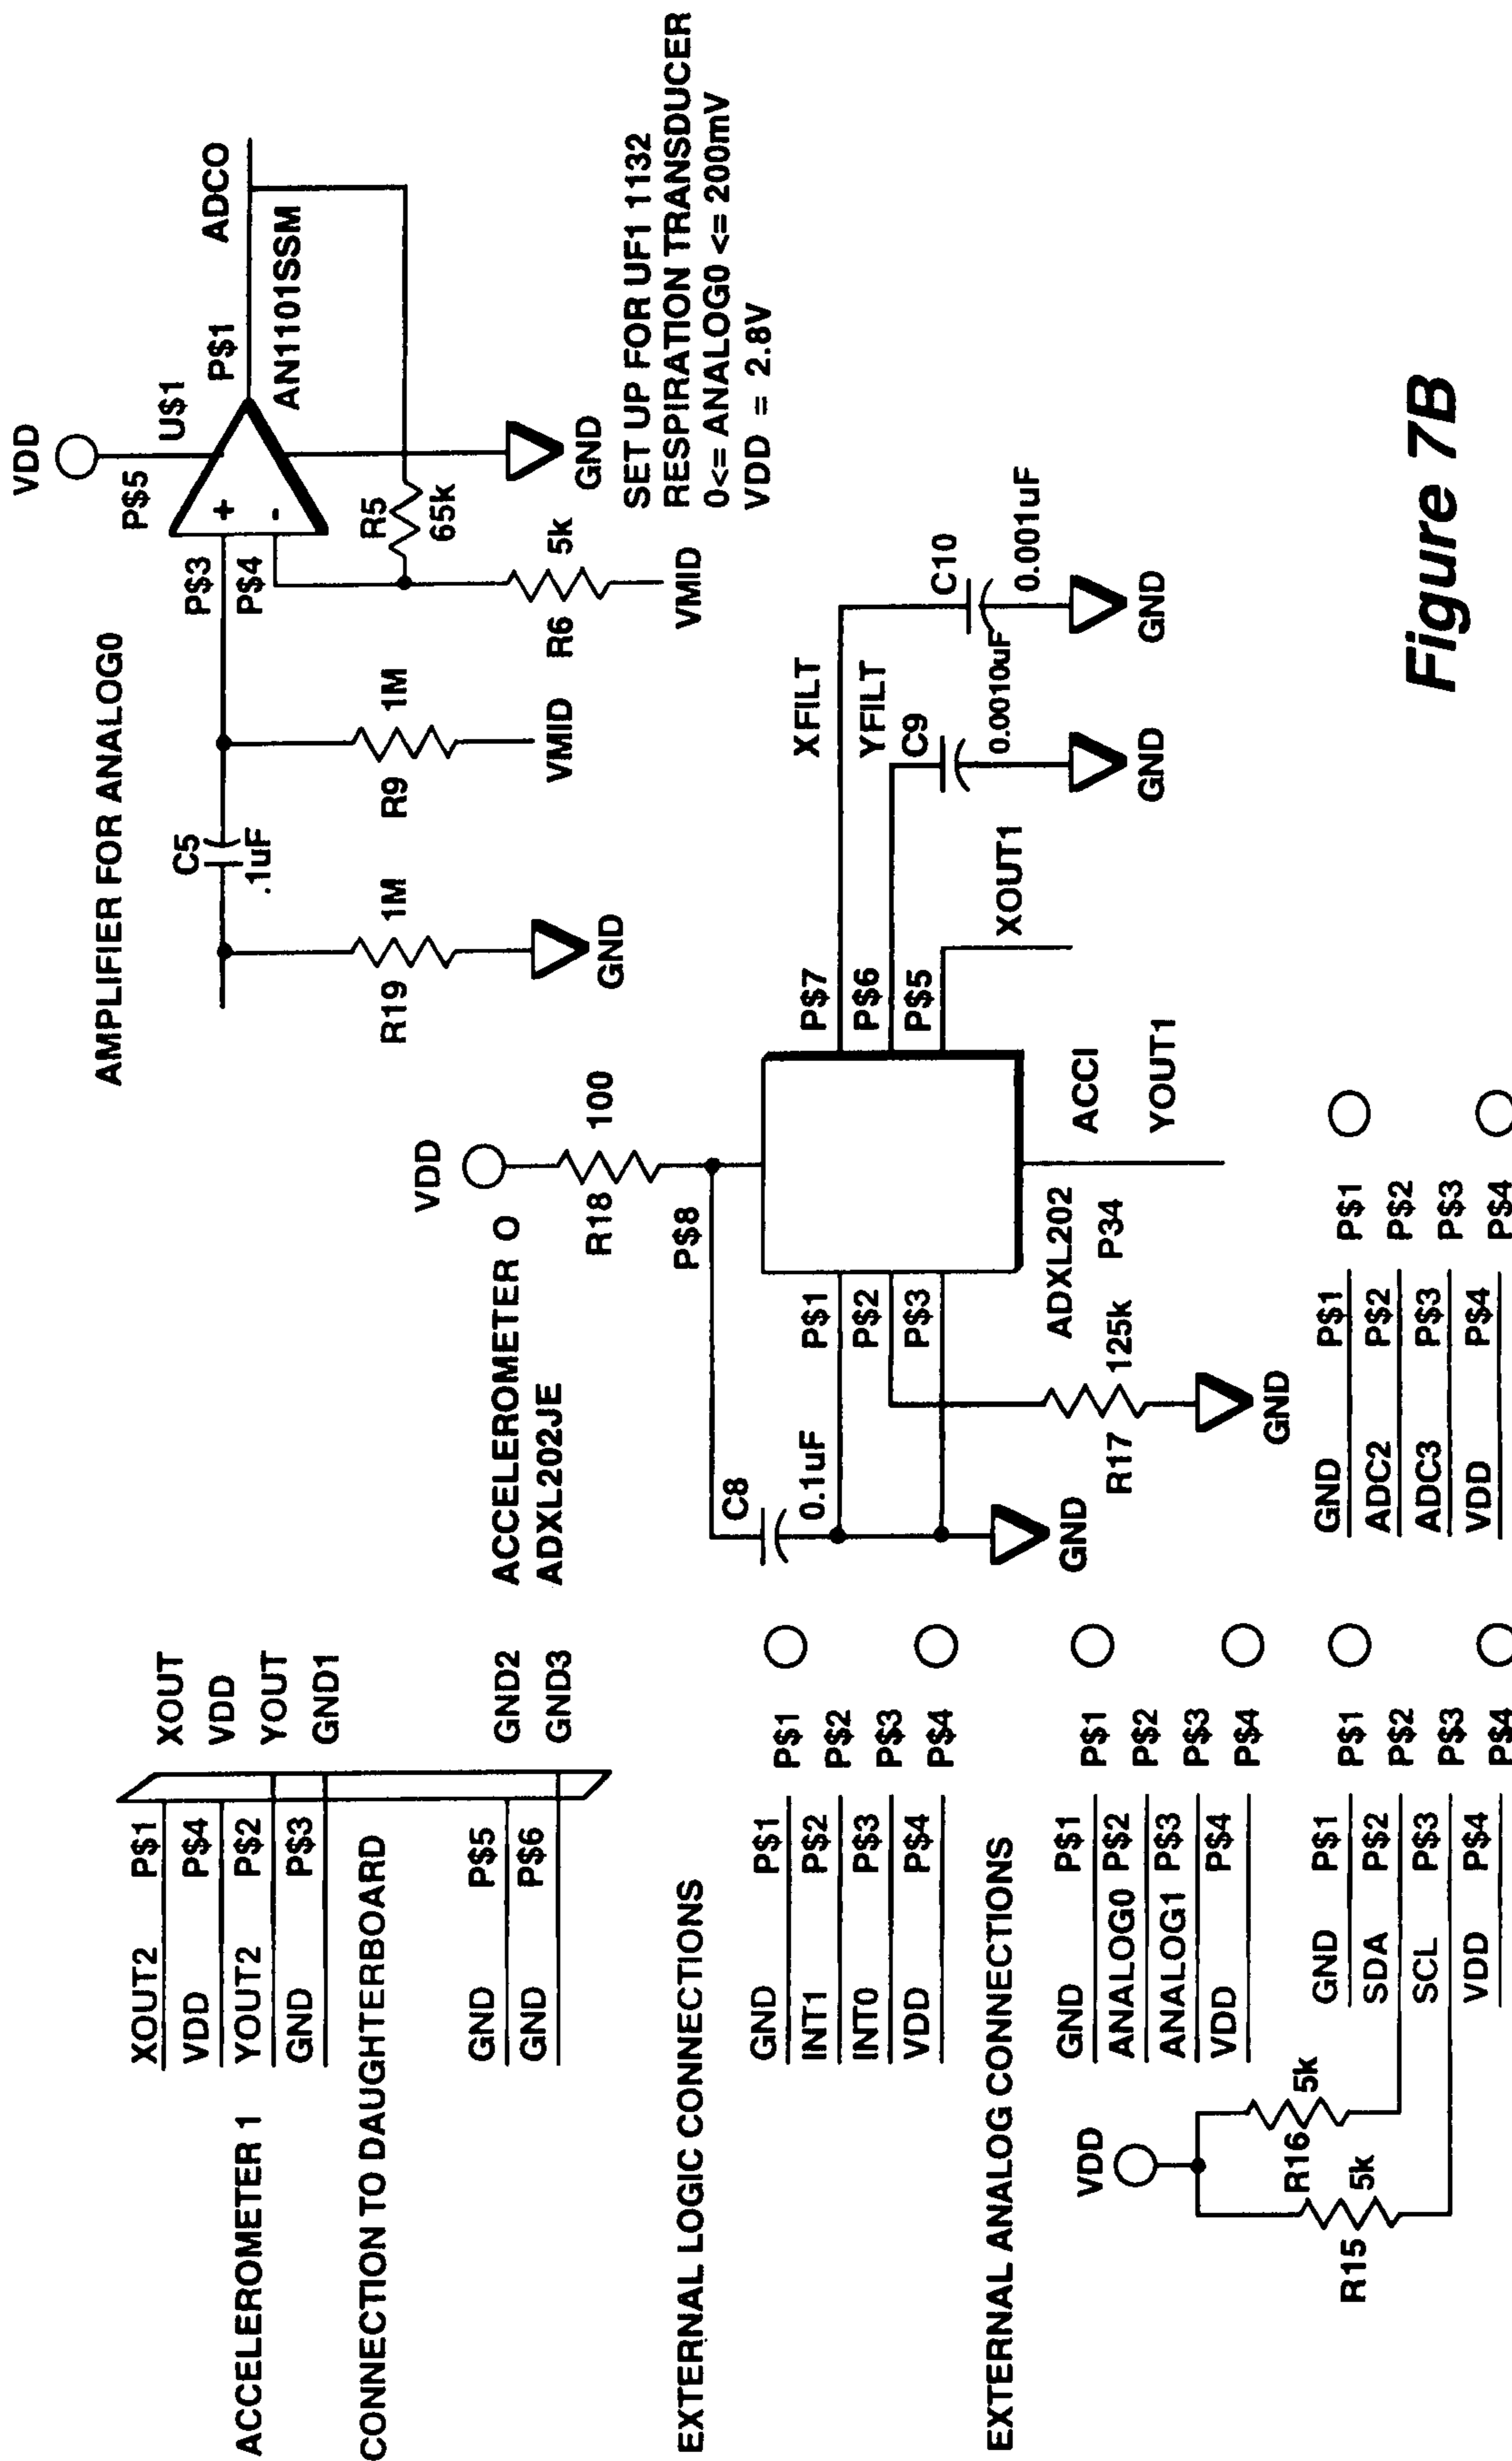 ACCELEROMETER 1
XOUT2 P$1 XOUT
VDD P$4 VDD
YOUT2 P$2 YOUT
GND P$3 GND1
CONNECTION TO DAUGHTERBOARD
GND P$5 GND2
GND P$6 GND3
EXTERNAL LOGIC CONNECTIONS
GND P$1 P$1
INT1 P$2 P$2
INT0 P$3 P$3
VDD P$4 P$4
EXTERNAL ANALOG CONNECTIONS
GND P$1 P$1
ANALOG0 P$2 P$2
ANALOG1 P$3 P$3
VDD P$4 P$4
VDD
R16 5k
R15 5k
GND P$1 P$1
SDA P$2 P$2
SCL P$3 P$3
VDD P$4 P$4
GND P$1 P$1
ADC2 P$2 P$2
ADC3 P$3 P$3
VDD P$4 P$4
ACCELEROMETER O
ADXL202JE
VDD
R18 100
P$8
C8
0.1uF
P$1
P$2
P$3
GND
R17 125k
GND
ADXL202
P34
ACCI
YOUT1
P$7
P$6
P$5
XOUT1
XFILT
YFILT
C9
0.0010uF
GND
C10
0.001uF
GND
AMPLIFIER FOR ANALOG0
R19 1M
GND
C5
.1uF
R9 1M
VMID
P$3
P$4
+
-
R6 5k
VMID
R5
65k
VDD
P$5
U$1
P$1
AN1101SSM
ADCO
GND
SET UP FOR UF1 1132
RESPIRATION TRANSDUCER
0<= ANALOG0 <= 200mV
VDD = 2.8V
Figure 7B